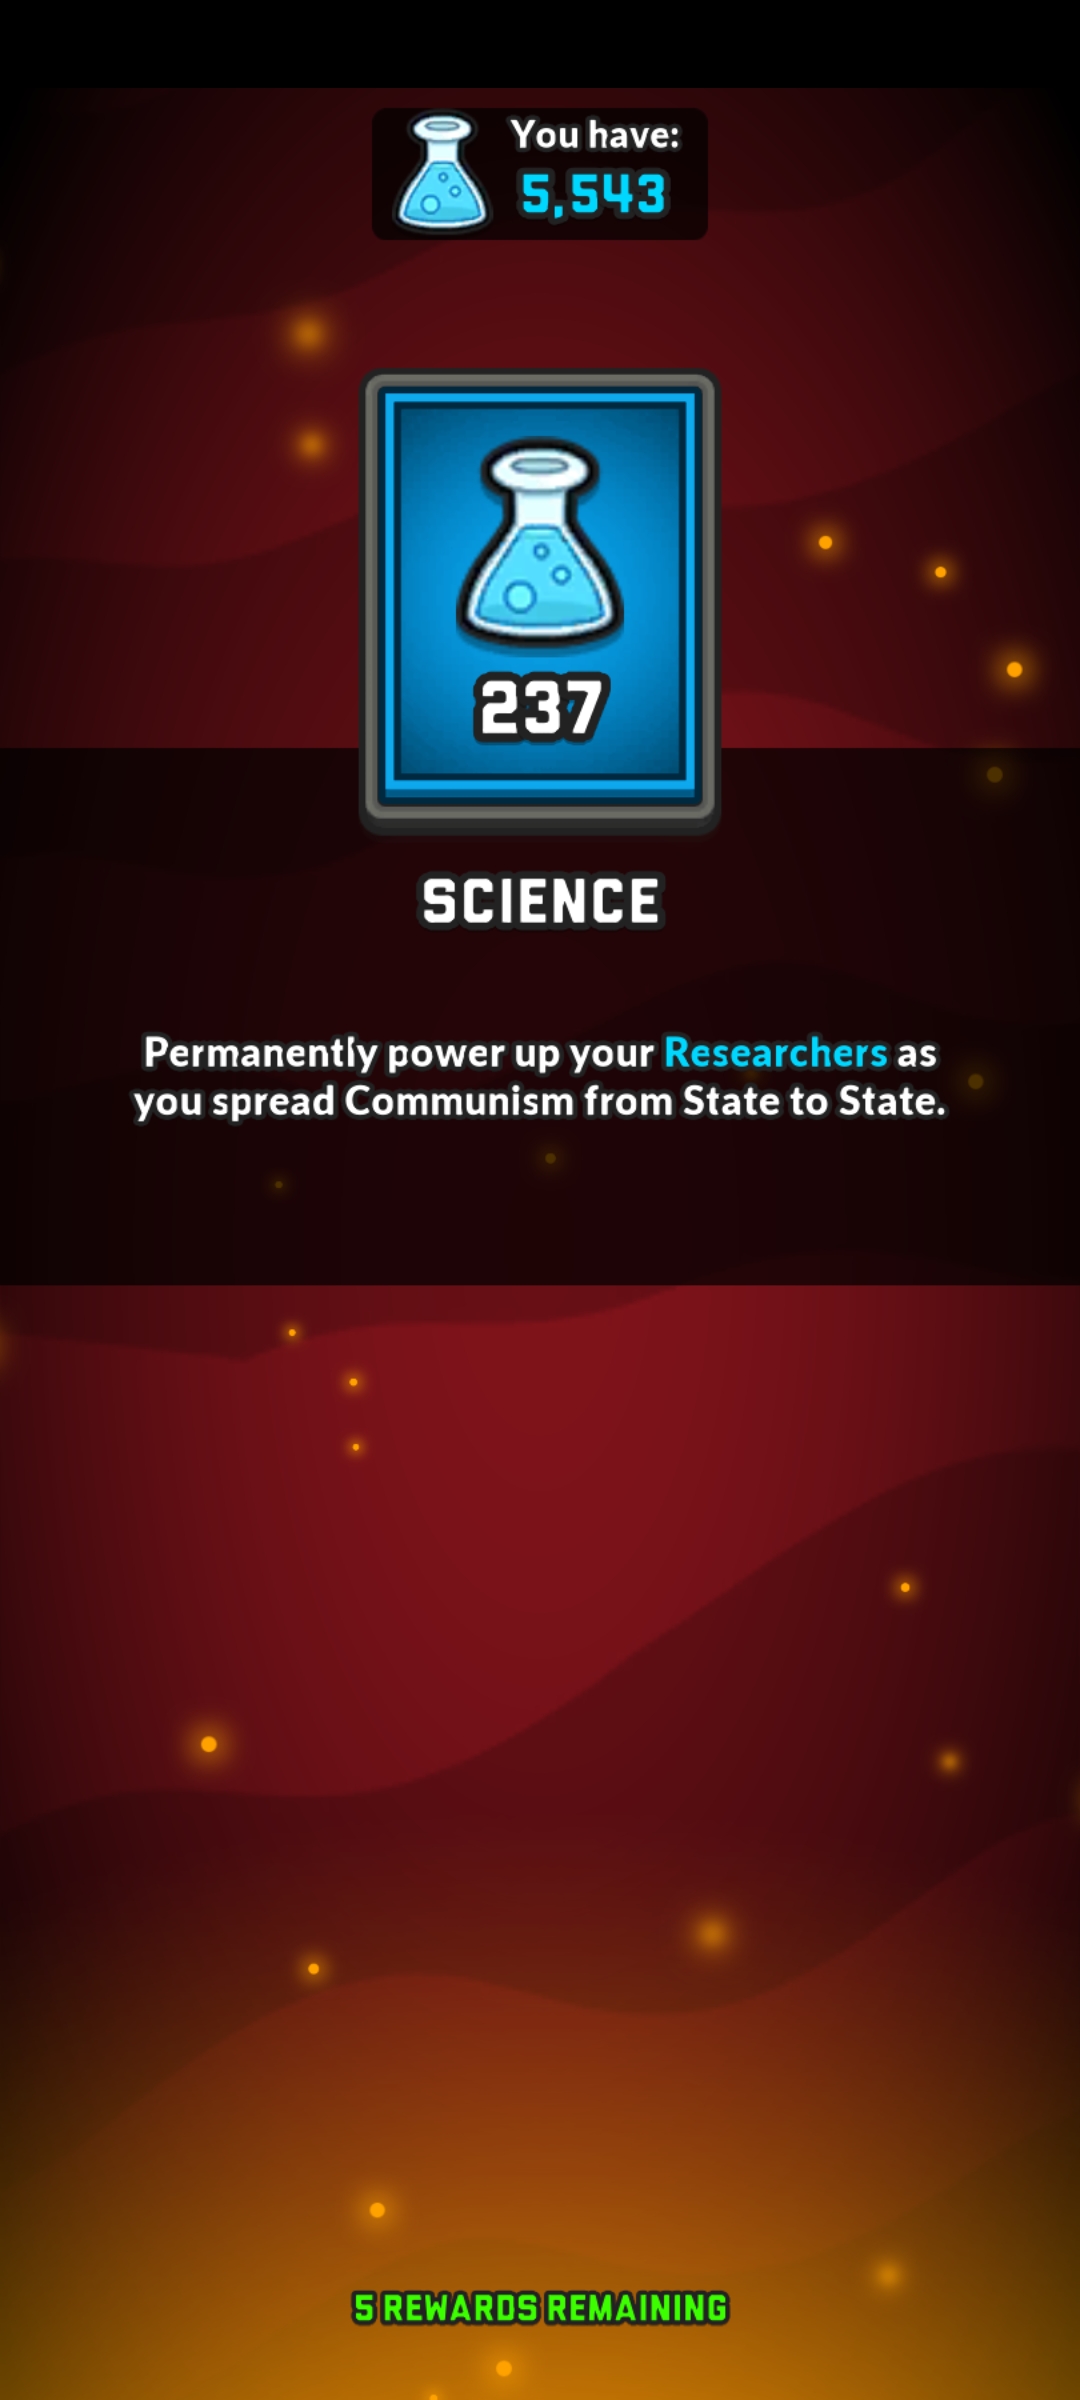 You have:
5,543
237
SCIENCE
Permanently power up your Researchers as
you spread Communism from State to State.
5 REWARDS REMAINING